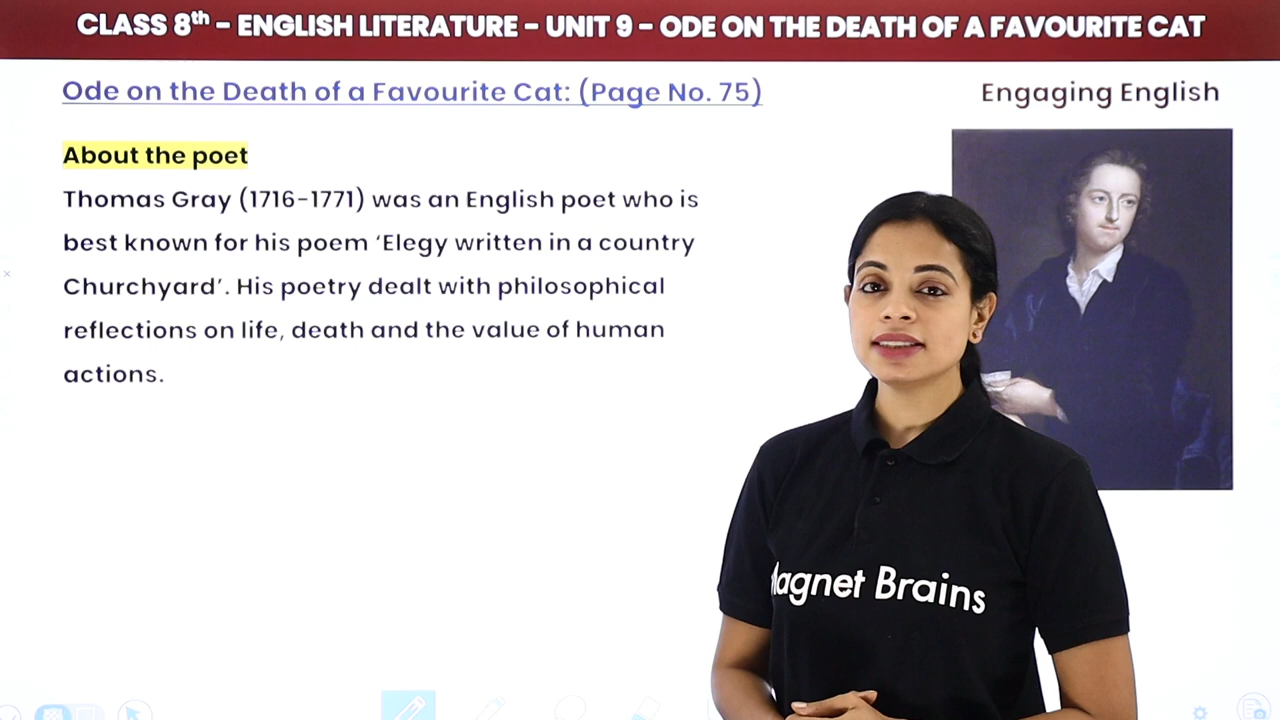 CLASS 8th – ENGLISH LITERATURE – UNIT 9 – ODE ON THE DEATH OF A FAVOURITE CAT
Ode on the Death of a Favourite Cat: (Page No. 75)
Engaging English
About the poet
Thomas Gray (1716-1771) was an English poet who is
best known for his poem ‘Elegy written in a country
Churchyard’. His poetry dealt with philosophical
reflections on life, death and the value of human
actions.
Magnet Brains